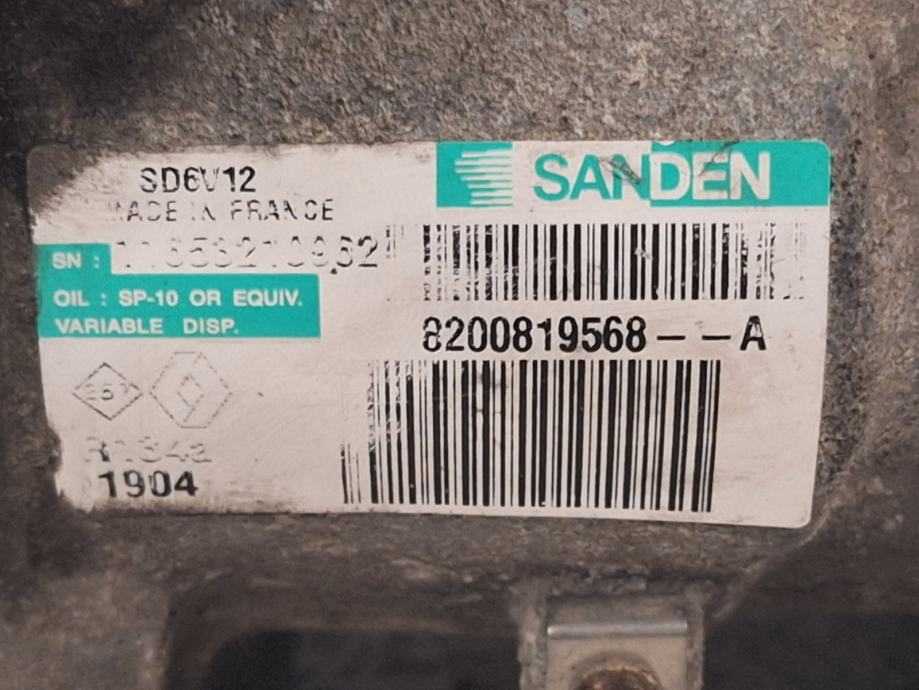 SANDEN
SD6V12
MADE IN FRANCE
SN :
OIL : SP-10 OR EQUIV.
VARIABLE DISP.
8200819568--A
R134a
1904